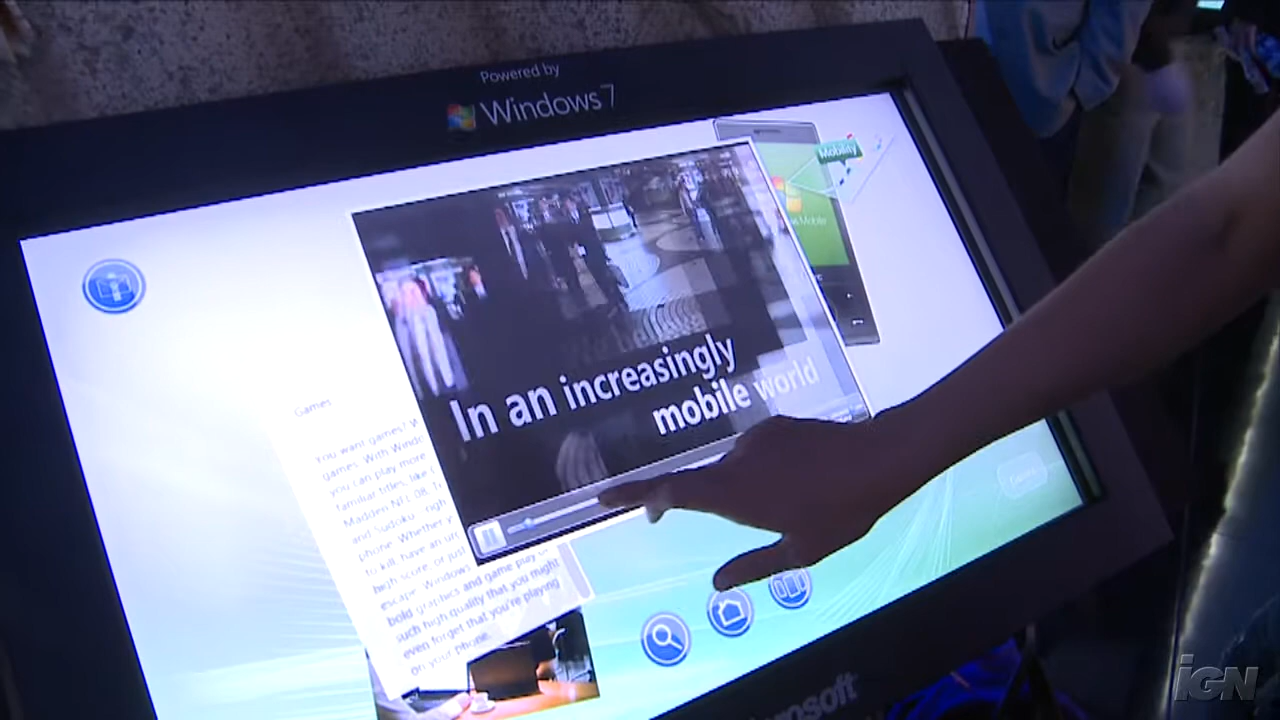 Powered by
Windows 7
Mobility
In an increasingly
mobile world
Games
You want games? W
games. With Windo
you can play more
familiar titles, like
Madden NFL 08,
and Sudoku
phone. Whether y
to kill, have an
high score, or just
escape, Windows
bold graphics and game play of
such high quality that you might
even forget that you're playing
on your phone.
Microsoft
IGN